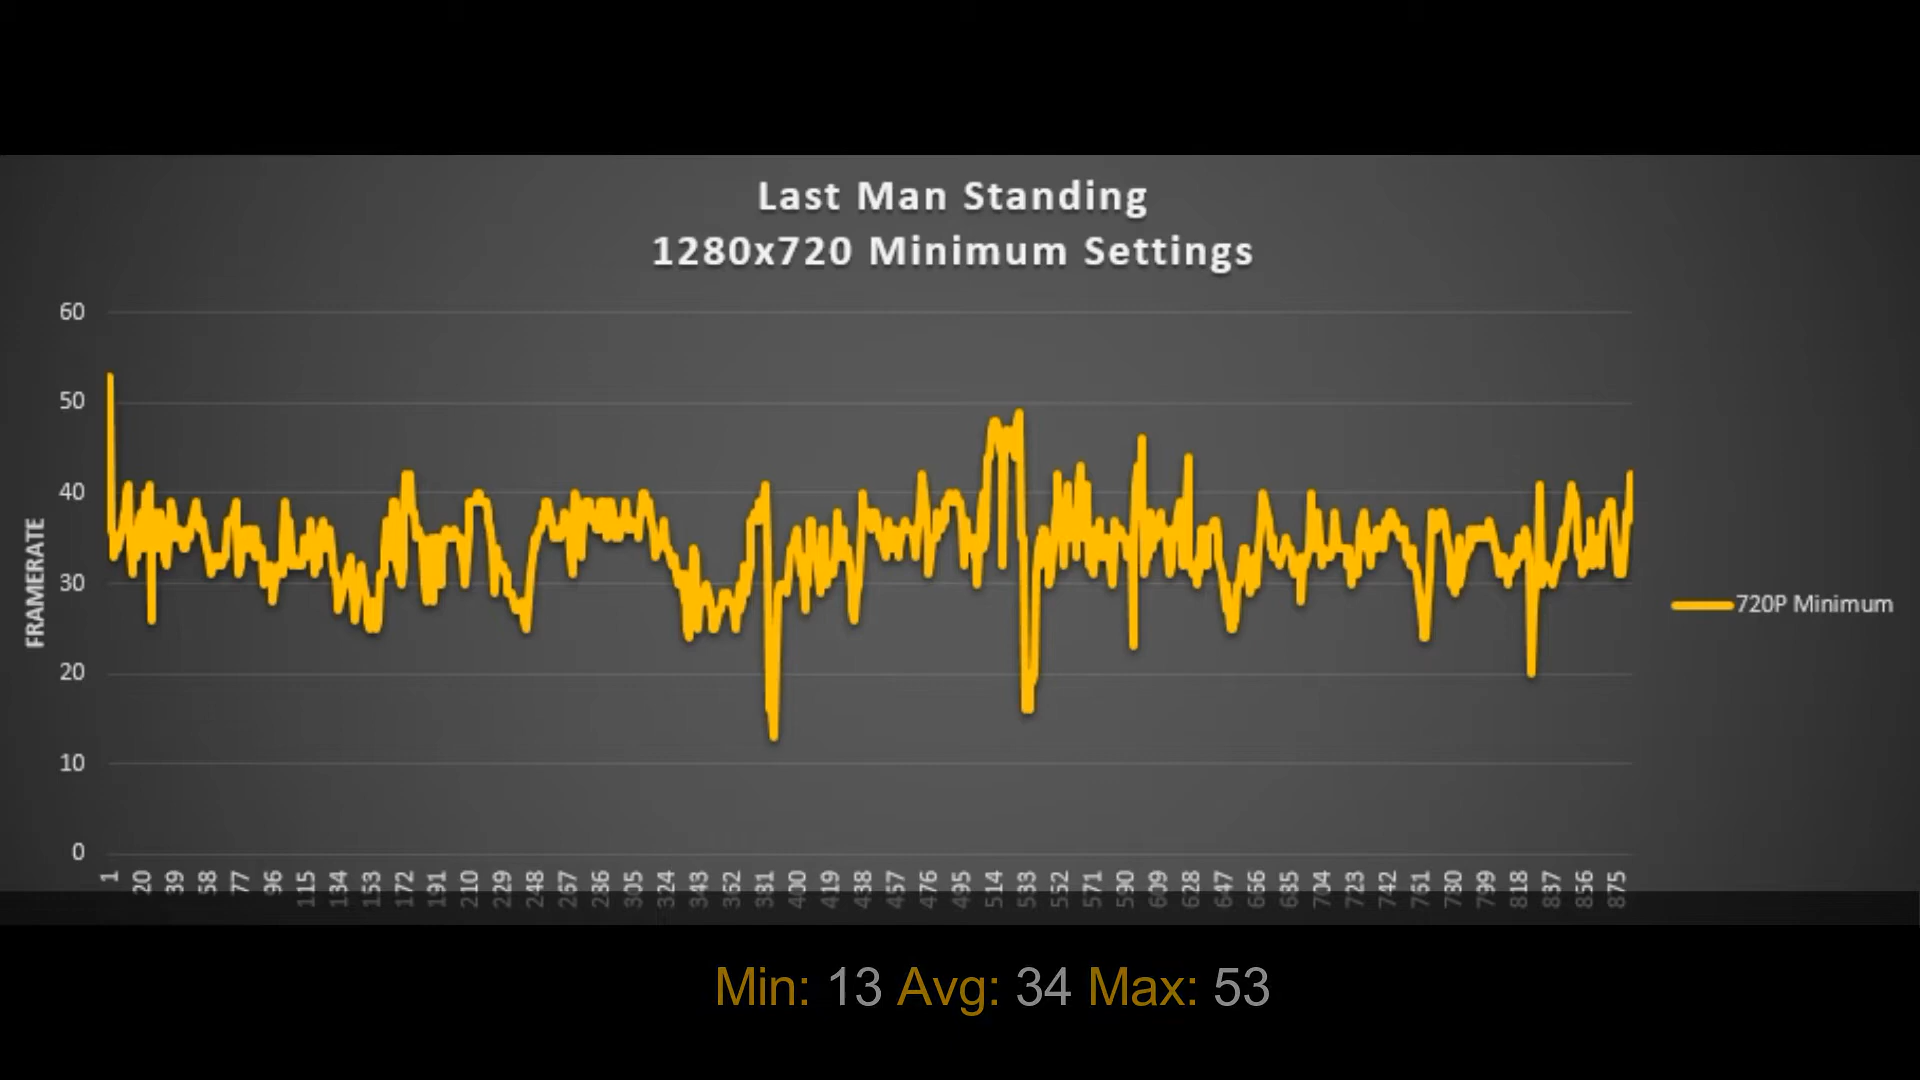 Last Man Standing
1280x720 Minimum Settings
60
50
40
30
20
10
0
FRAMERATE
1 20 39 58 77 96 115 134 153 172 191 210 229 248 267 286 305 324 343 362 381 400 419 438 457 476 495 514 533 552 571 590 609 628 647 666 685 704 723 742 761 780 799 818 837 856 875
720P Minimum
Min: 13 Avg: 34 Max: 53